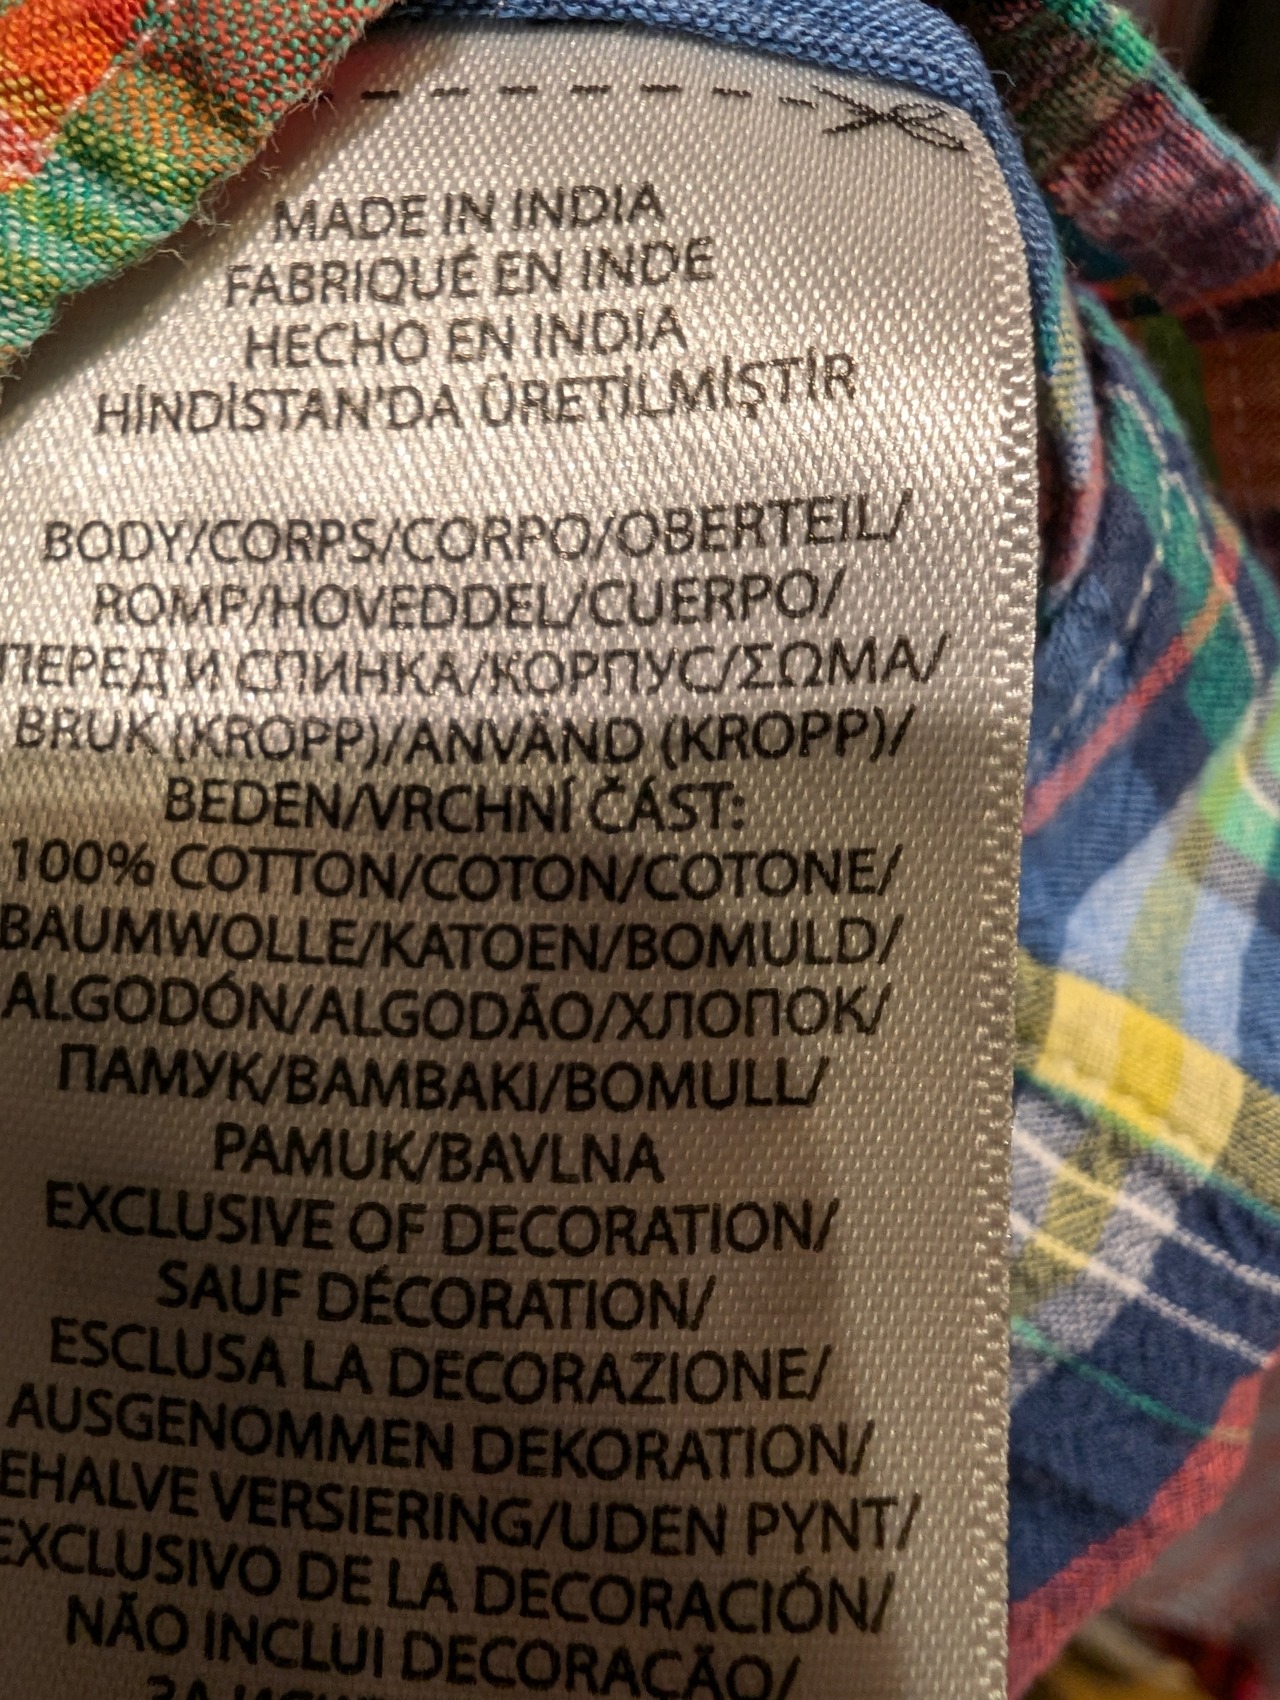 MADE IN INDIA
FABRIQUÉ EN INDE
HECHO EN INDIA
HİNDİSTAN'DA ÜRETİLMİŞTİR
BODY/CORPS/CORPO/OBERTEIL/
ROMP/HOVEDDEL/CUERPO/
ПЕРЕД И СПИНКА/КОРПУС/ΣΩΜΑ/
BRUK (KROPP)/ANVÄND (KROPP)/
BEDEN/VRCHNÍ ČÁST:
100% COTTON/COTON/COTONE/
BAUMWOLLE/KATOEN/BOMULD/
ALGODÓN/ALGODÃO/ХЛОПОК/
ПАМУК/ΒΑΜΒΑΚΙ/BOMULL/
PAMUK/BAVLNA
EXCLUSIVE OF DECORATION/
SAUF DÉCORATION/
ESCLUSA LA DECORAZIONE/
AUSGENOMMEN DEKORATION/
EHALVE VERSIERING/UDEN PYNT/
EXCLUSIVO DE LA DECORACIÓN/
NÃO INCLUI DECORAÇÃO/